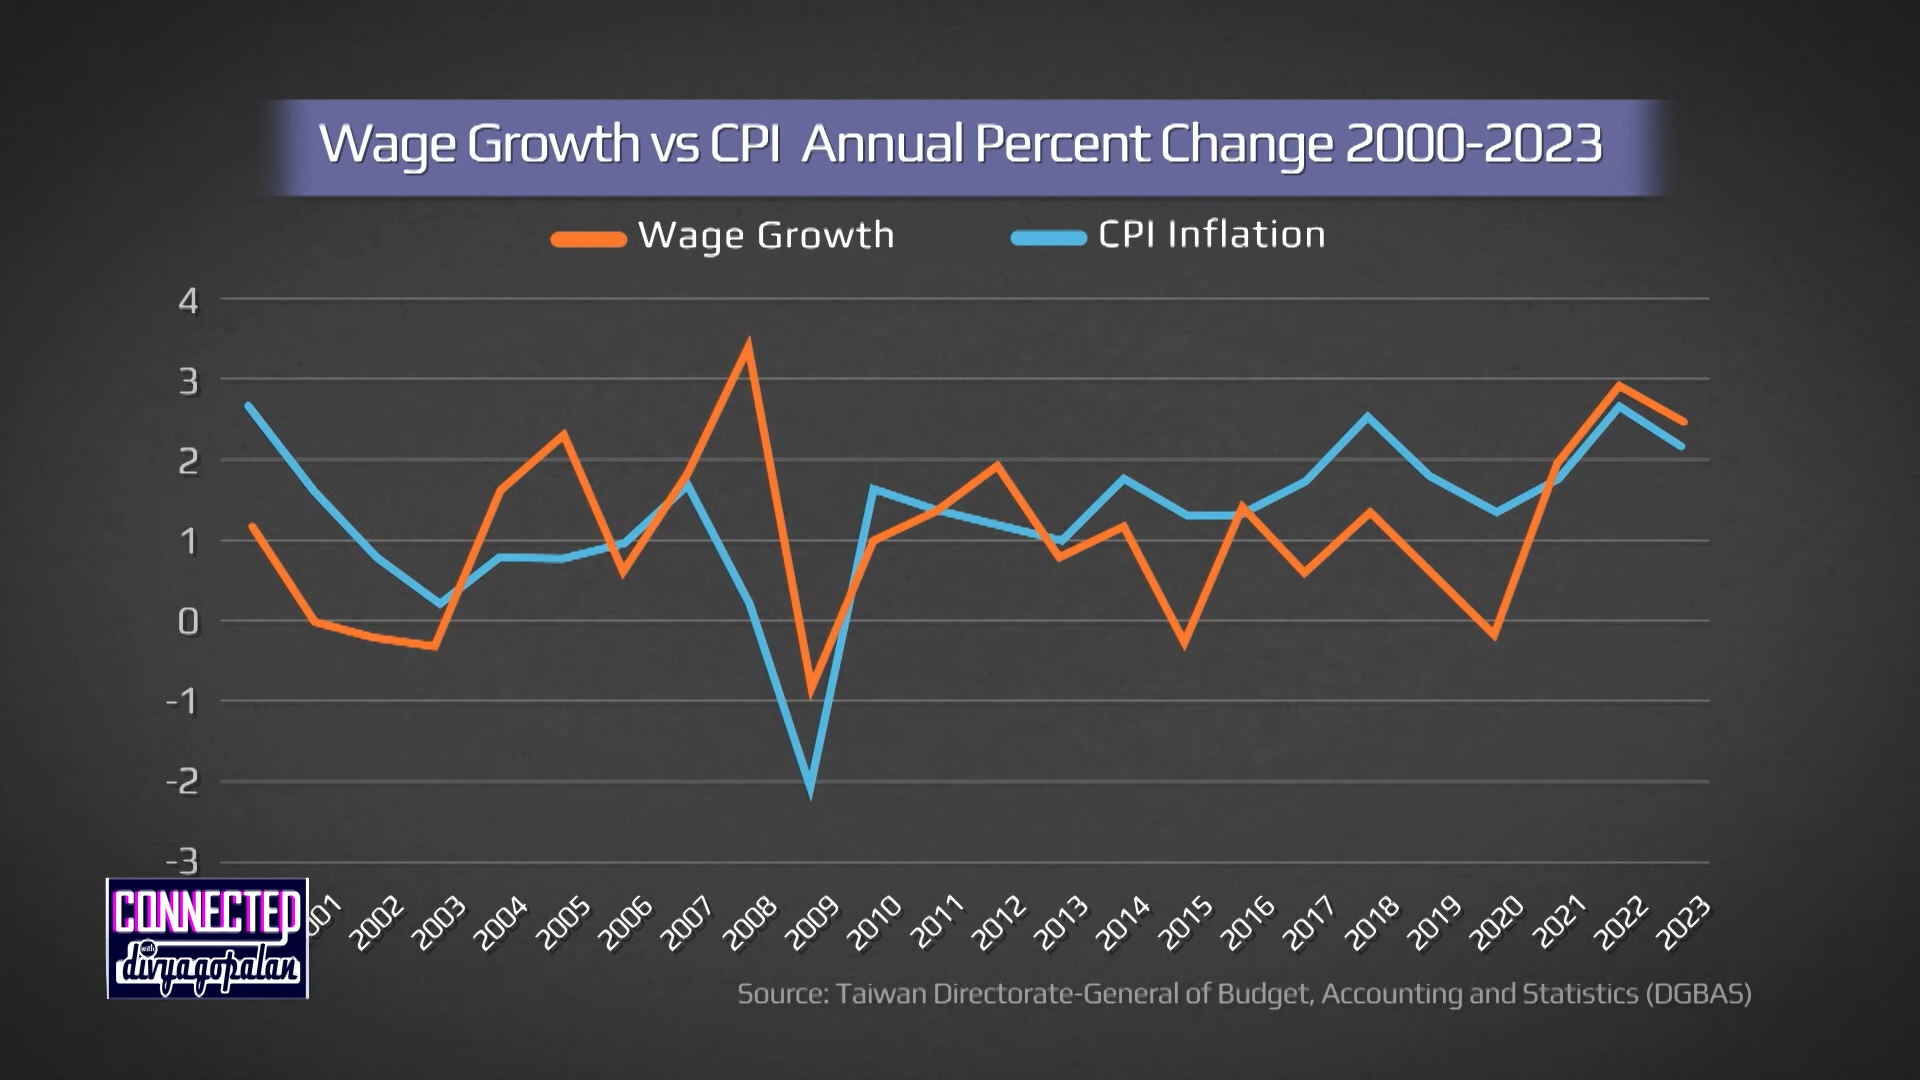 Wage Growth vs CPI Annual Percent Change 2000-2023
Wage Growth CPI Inflation
4
3
2
1
0
-1
-2
-3
001 2002 2003 2004 2005 2006 2007 2008 2009 2010 2011 2012 2013 2014 2015 2016 2017 2018 2019 2020 2021 2022 2023
CONNECTED
with
divyagopalan
Source: Taiwan Directorate-General of Budget, Accounting and Statistics (DGBAS)